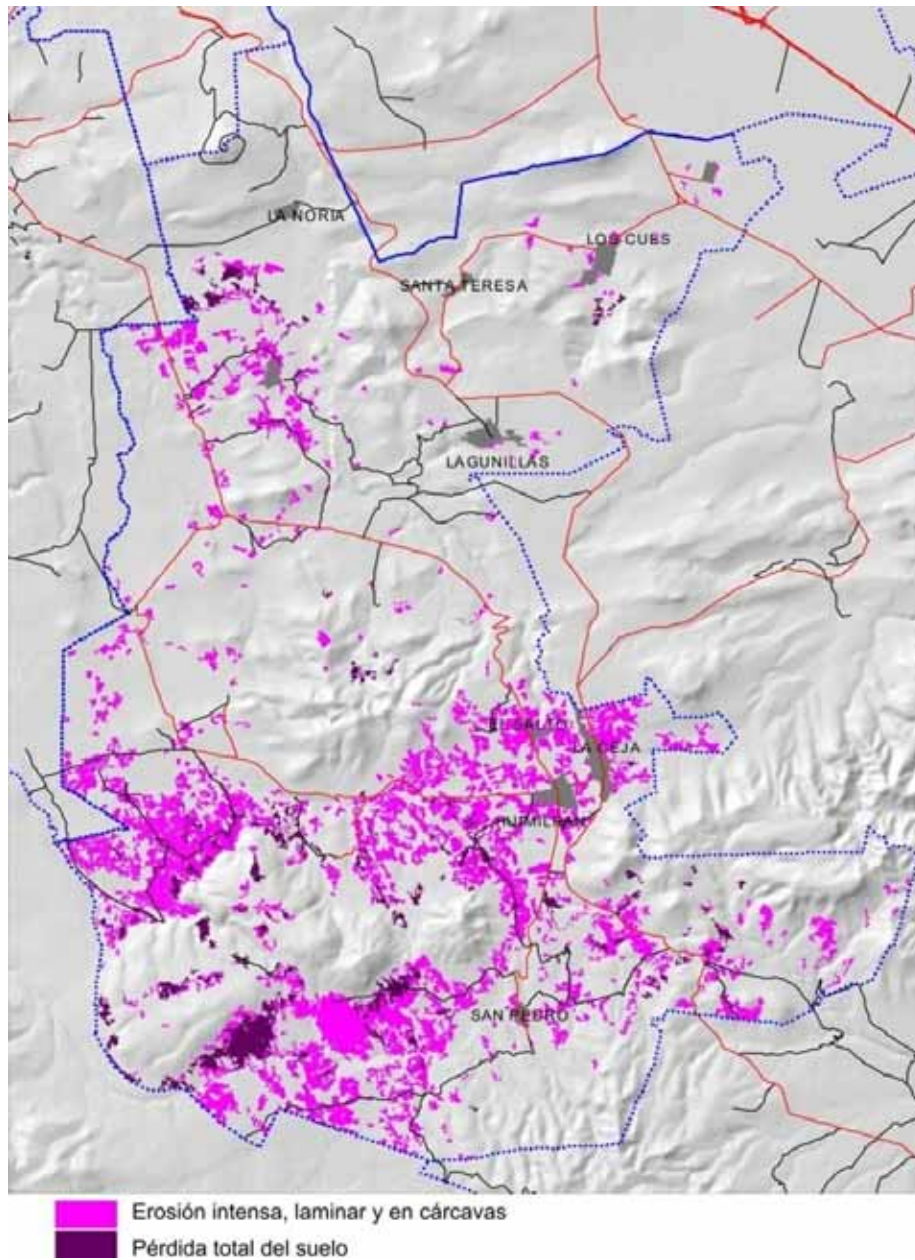 LA NORIA
LOS CUES
SANTA TERESA
LAGUNILLAS
EL SALTO
LA CEJA
HUIMILPAN
SAN PEDRO
Erosión intensa, laminar y en cárcavas
Pérdida total del suelo